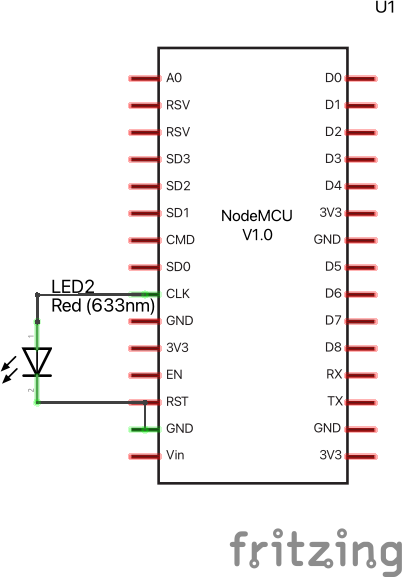 U1
A0
RSV
RSV
SD3
SD2
SD1
CMD
SD0
CLK
GND
3V3
EN
RST
GND
Vin
NodeMCU
V1.0
D0
D1
D2
D3
D4
3V3
GND
D5
D6
D7
D8
RX
TX
GND
3V3
LED2
Red (633nm)
1
2
fritzing